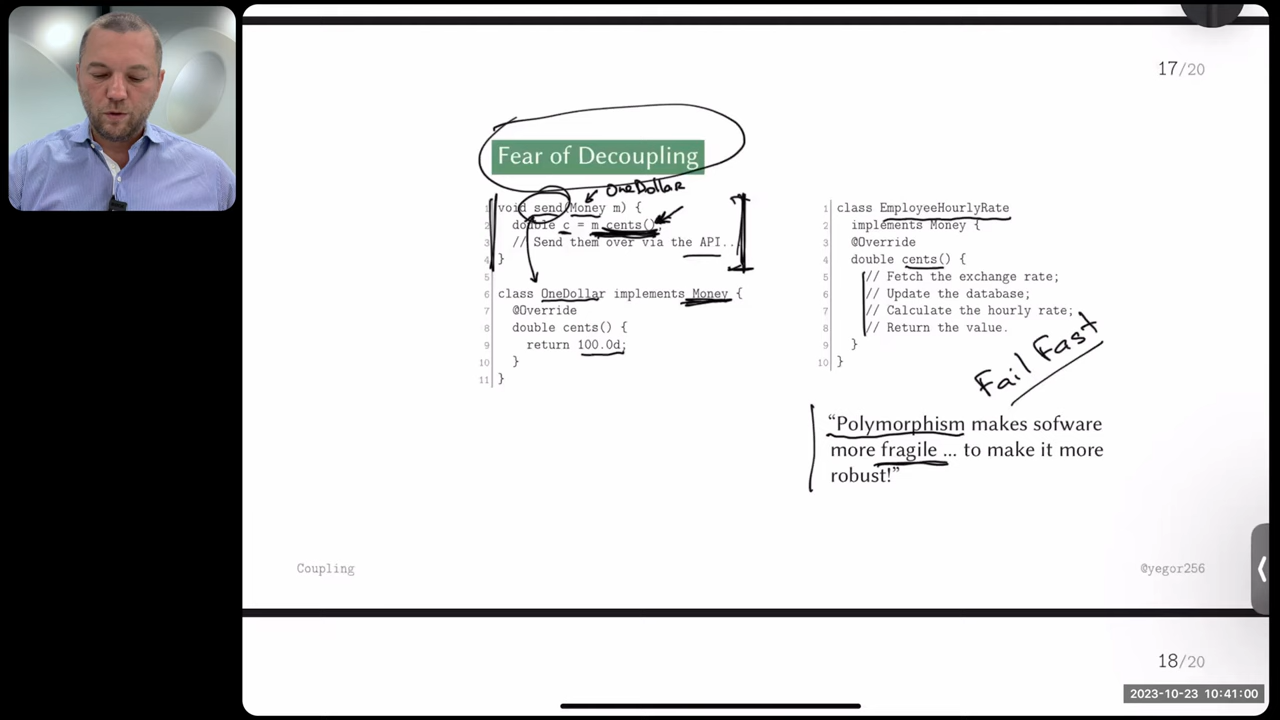 17/20
Fear of Decoupling
OneDollar
1 void send(Money m) {
2 double c = m.cents();
3 // Send them over via the API..
4 }
5
6 class OneDollar implements Money {
7 @Override
8 double cents() {
9 return 100.0d;
10 }
11 }
1 class EmployeeHourlyRate
2 implements Money {
3 @Override
4 double cents() {
5 // Fetch the exchange rate;
6 // Update the database;
7 // Calculate the hourly rate;
8 // Return the value.
9 }
10 }
Fail Fast
“Polymorphism makes sofware
more fragile ... to make it more
robust!”
Coupling
@yegor256
18/20
2023-10-23 10:41:00